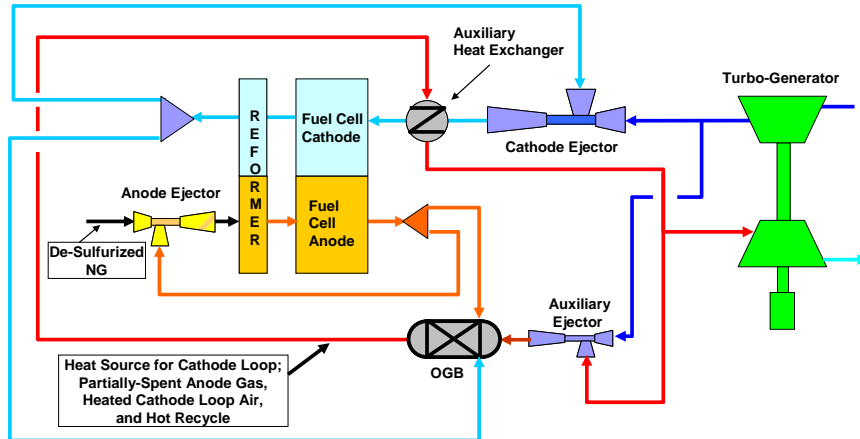 Auxiliary
Heat Exchanger
Turbo-Generator
REFORMER
Fuel Cell
Cathode
Cathode Ejector
Anode Ejector
Fuel
Cell
Anode
De-Sulfurized
NG
Auxiliary
Ejector
OGB
Heat Source for Cathode Loop;
Partially-Spent Anode Gas,
Heated Cathode Loop Air,
and Hot Recycle